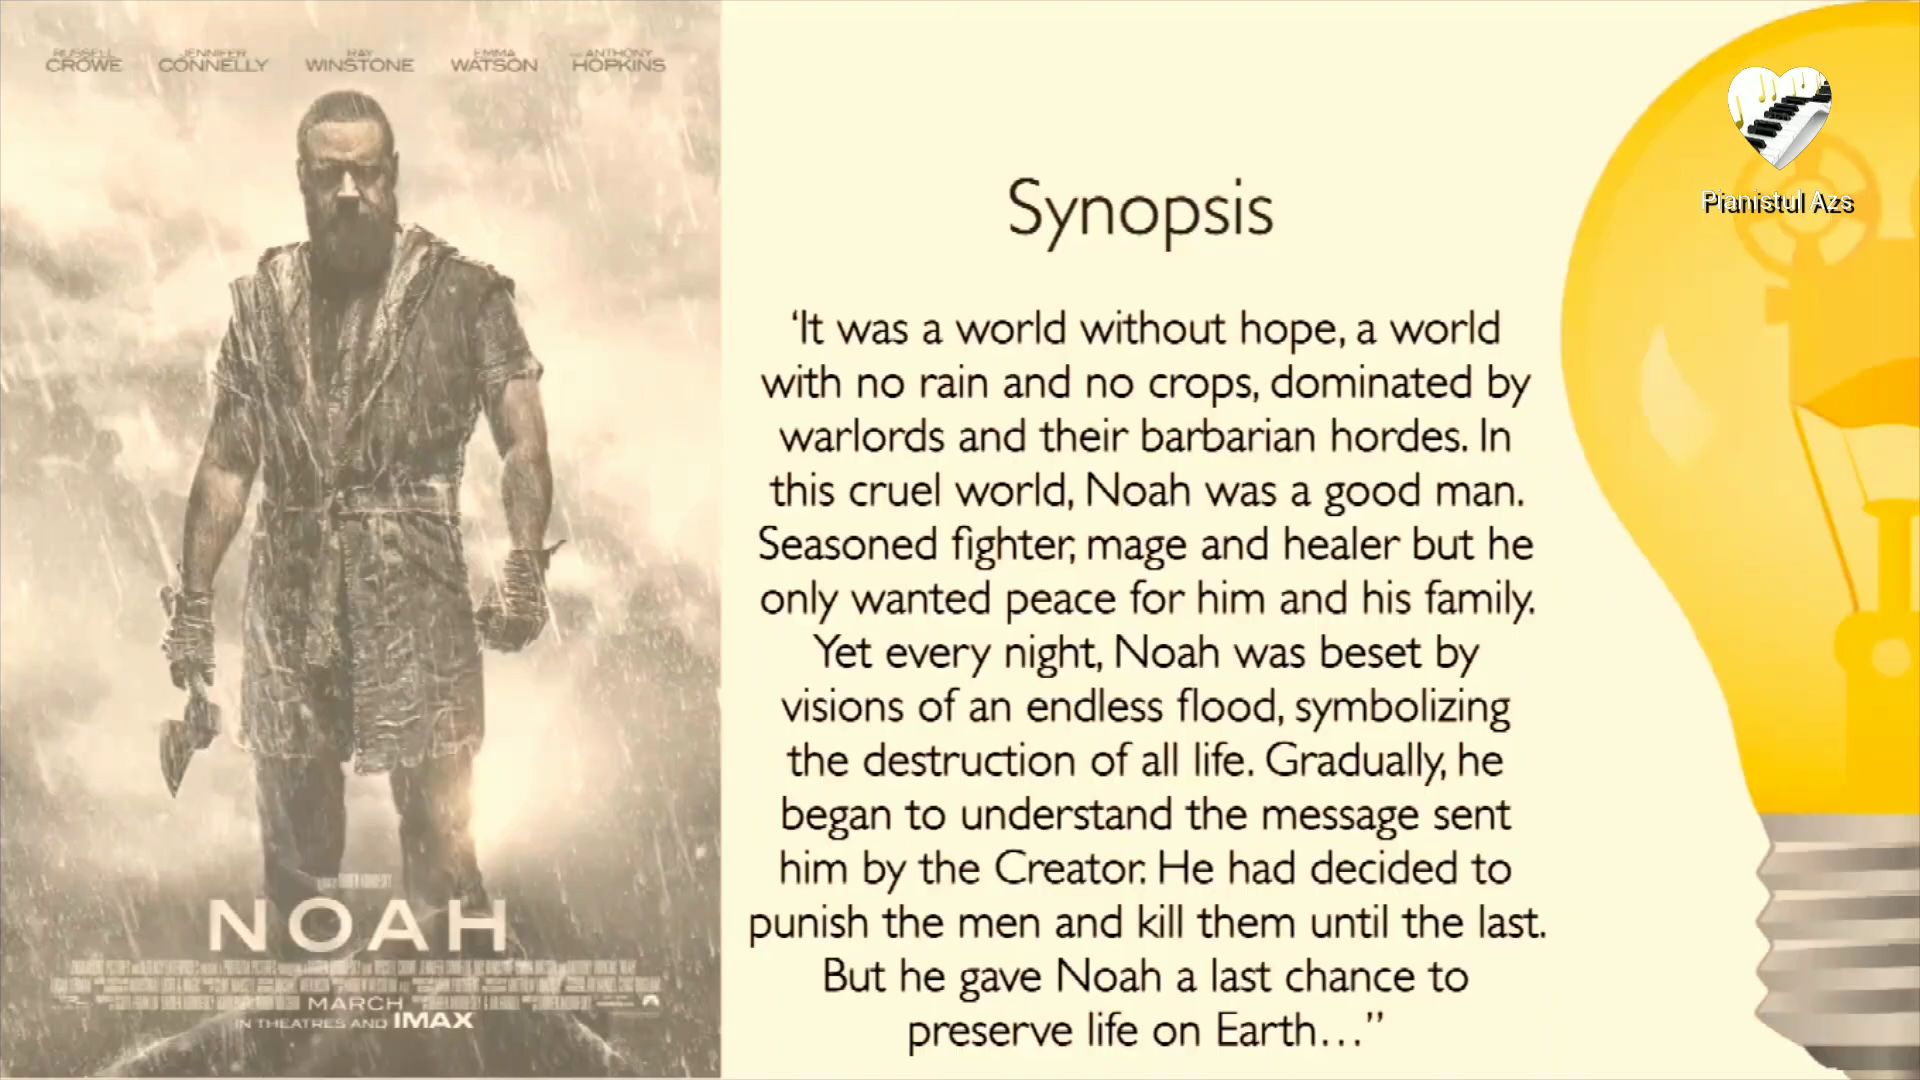 RUSSELL JENNIFER RAY EMMA ANTHONY
CROWE CONNELLY WINSTONE WATSON HOPKINS
Pianistul Azs
Synopsis
‘It was a world without hope, a world
with no rain and no crops, dominated by
warlords and their barbarian hordes. In
this cruel world, Noah was a good man.
Seasoned fighter, mage and healer but he
only wanted peace for him and his family.
Yet every night, Noah was beset by
visions of an endless flood, symbolizing
the destruction of all life. Gradually, he
began to understand the message sent
him by the Creator. He had decided to
punish the men and kill them until the last.
But he gave Noah a last chance to
preserve life on Earth…”
NOAH
MARCH
IN THEATRES AND IMAX